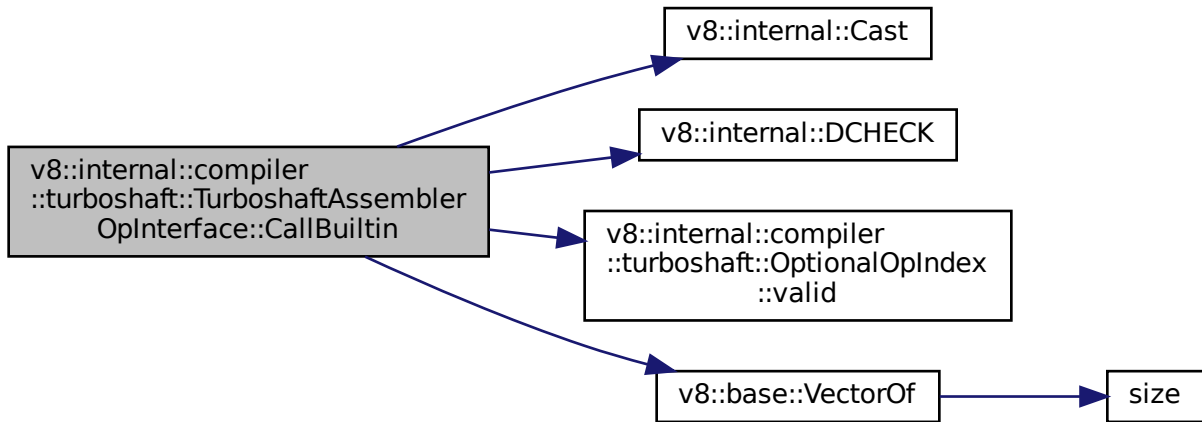 v8::internal::Cast
v8::internal::DCHECK
v8::internal::compiler
::turboshaft::TurboshaftAssembler
OpInterface::CallBuiltin
v8::internal::compiler
::turboshaft::OptionalOpIndex
::valid
v8::base::VectorOf
size